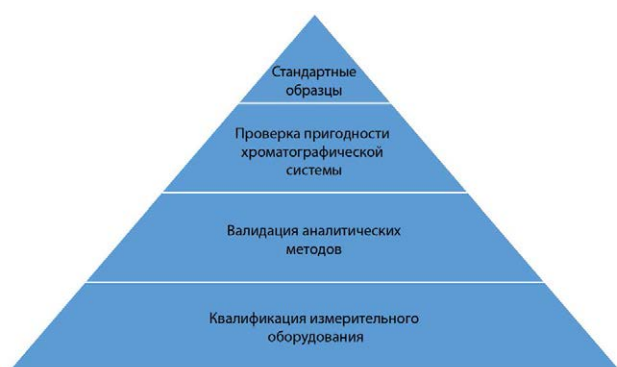 Стандартные
образцы
Проверка пригодности
хроматографической
системы
Валидация аналитических
методов
Квалификация измерительного
оборудования